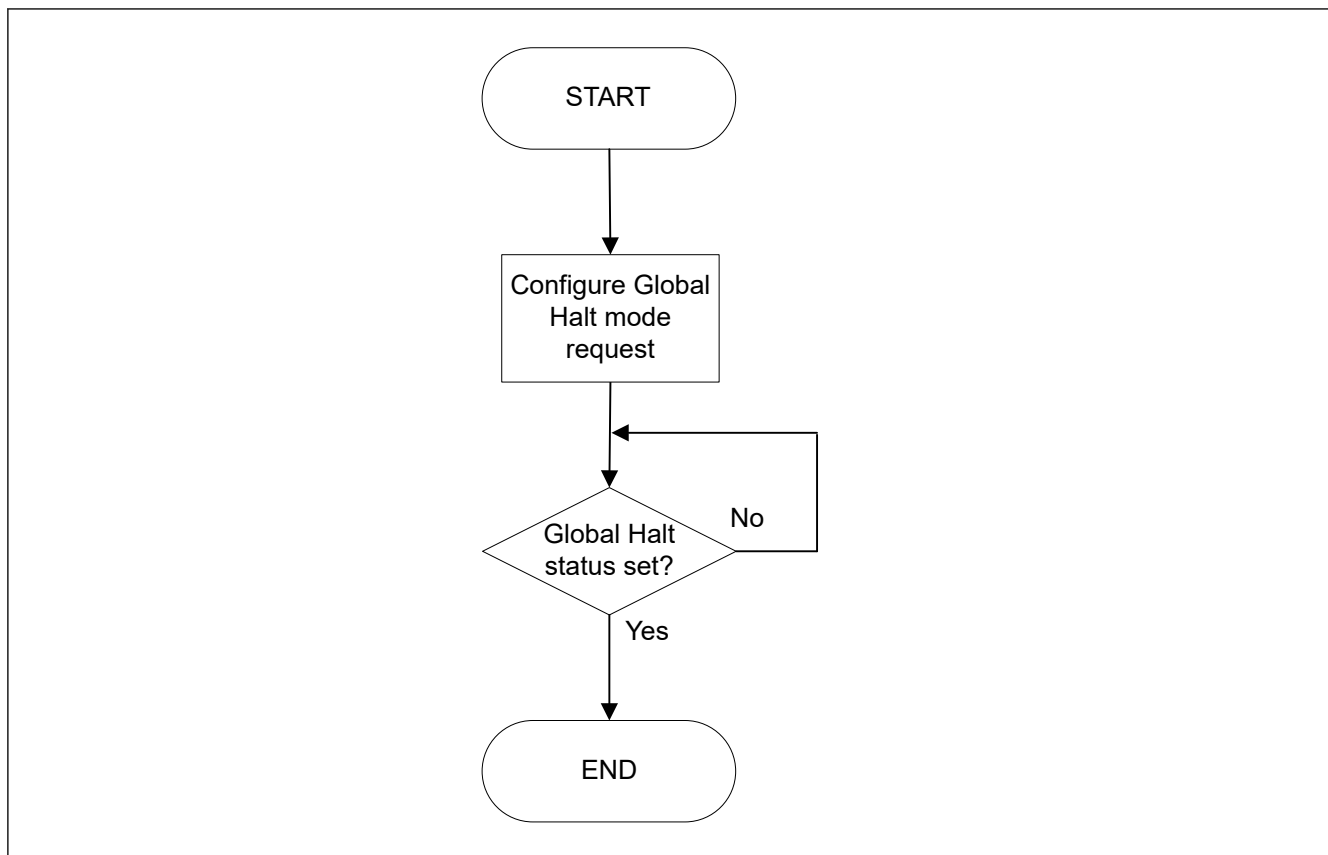 START
Configure Global
Halt mode
request
Global Halt
status set?
No
Yes
END